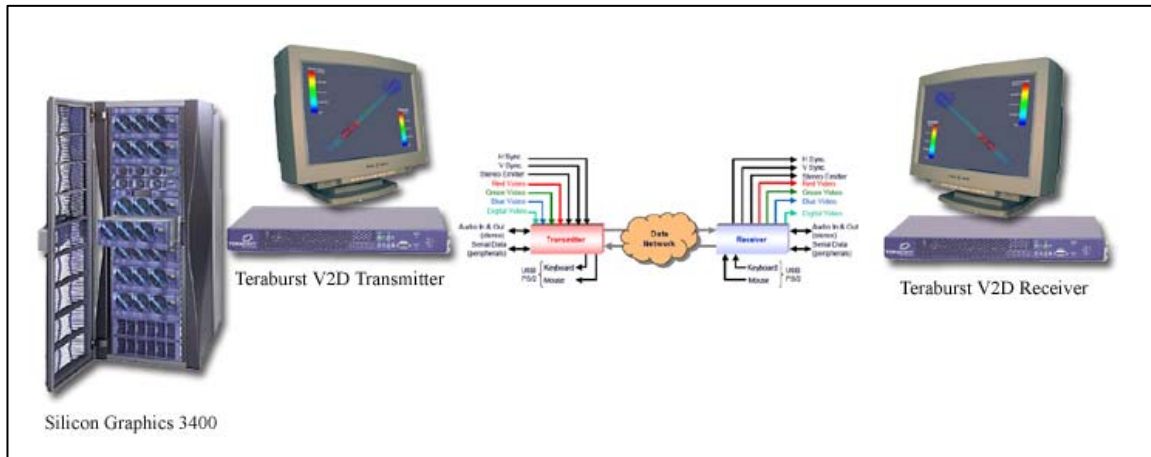 H Sync.
V Sync.
Stereo Emitter
Red Video
Green Video
Blue Video
Digital Video
Audio In & Out
(stereo)
Serial Data
(peripherals)
Transmitter
USB
PS/2
Keyboard
Mouse
Data
Network
H Sync.
V Sync.
Stereo Emitter
Red Video
Green Video
Blue Video
Digital Video
Receiver
Audio In & Out
(stereo)
Serial Data
(peripherals)
Keyboard
Mouse
USB
PS/2
Teraburst V2D Transmitter
Teraburst V2D Receiver
Silicon Graphics 3400